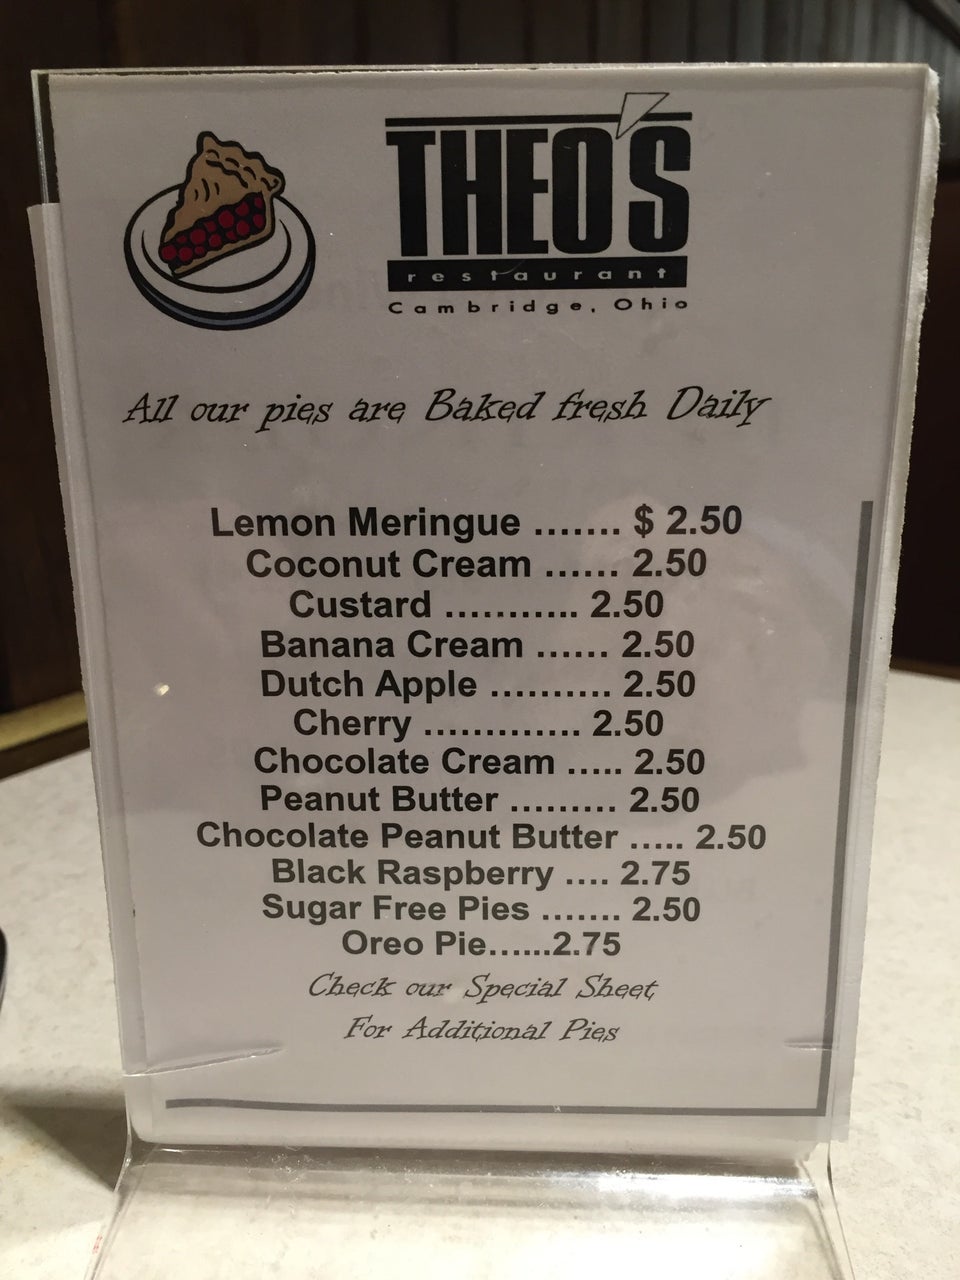 THEO'S
restaurant
Cambridge, Ohio
All our pies are Baked fresh Daily
Lemon Meringue ....... $ 2.50
Coconut Cream ...... 2.50
Custard ........... 2.50
Banana Cream ...... 2.50
Dutch Apple .......... 2.50
Cherry ............. 2.50
Chocolate Cream ..... 2.50
Peanut Butter ......... 2.50
Chocolate Peanut Butter ..... 2.50
Black Raspberry .... 2.75
Sugar Free Pies ....... 2.50
Oreo Pie......2.75
Check our Special Sheet
For Additional Pies